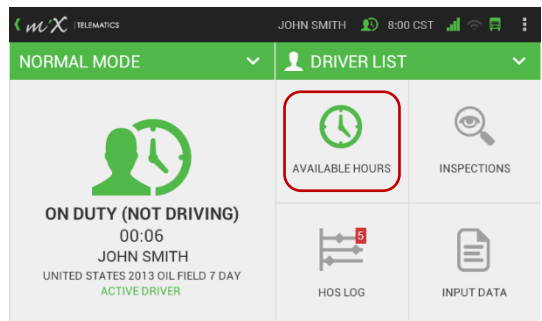 miX TELEMATICS JOHN SMITH 8:00 CST
NORMAL MODE
DRIVER LIST
ON DUTY (NOT DRIVING)
00:06
JOHN SMITH
UNITED STATES 2013 OIL FIELD 7 DAY
ACTIVE DRIVER
AVAILABLE HOURS
INSPECTIONS
5
HOS LOG
INPUT DATA